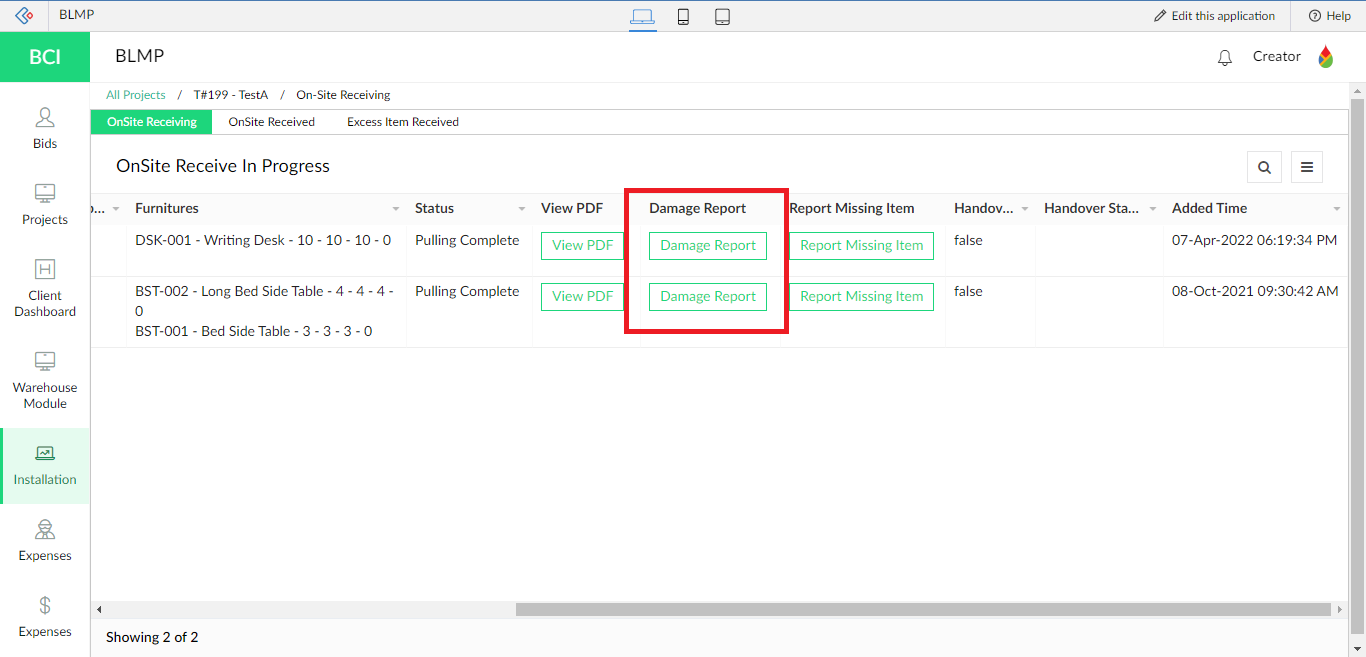 BLMP
Edit this application
Help
BCI
BLMP
Creator
All Projects / T#199 - TestA / On-Site Receiving
OnSite Receiving
OnSite Received
Excess Item Received
Bids
Projects
Client
Dashboard
Warehouse
Module
Installation
Expenses
Expenses
OnSite Receive In Progress
Furnitures
Status
View PDF
Damage Report
Report Missing Item
Handov...
Handover Sta...
Added Time
DSK-001 - Writing Desk - 10 - 10 - 10 - 0
Pulling Complete
View PDF
Damage Report
Report Missing Item
false
07-Apr-2022 06:19:34 PM
BST-002 - Long Bed Side Table - 4 - 4 - 4 -
0
BST-001 - Bed Side Table - 3 - 3 - 3 - 0
Pulling Complete
View PDF
Damage Report
Report Missing Item
false
08-Oct-2021 09:30:42 AM
Showing 2 of 2